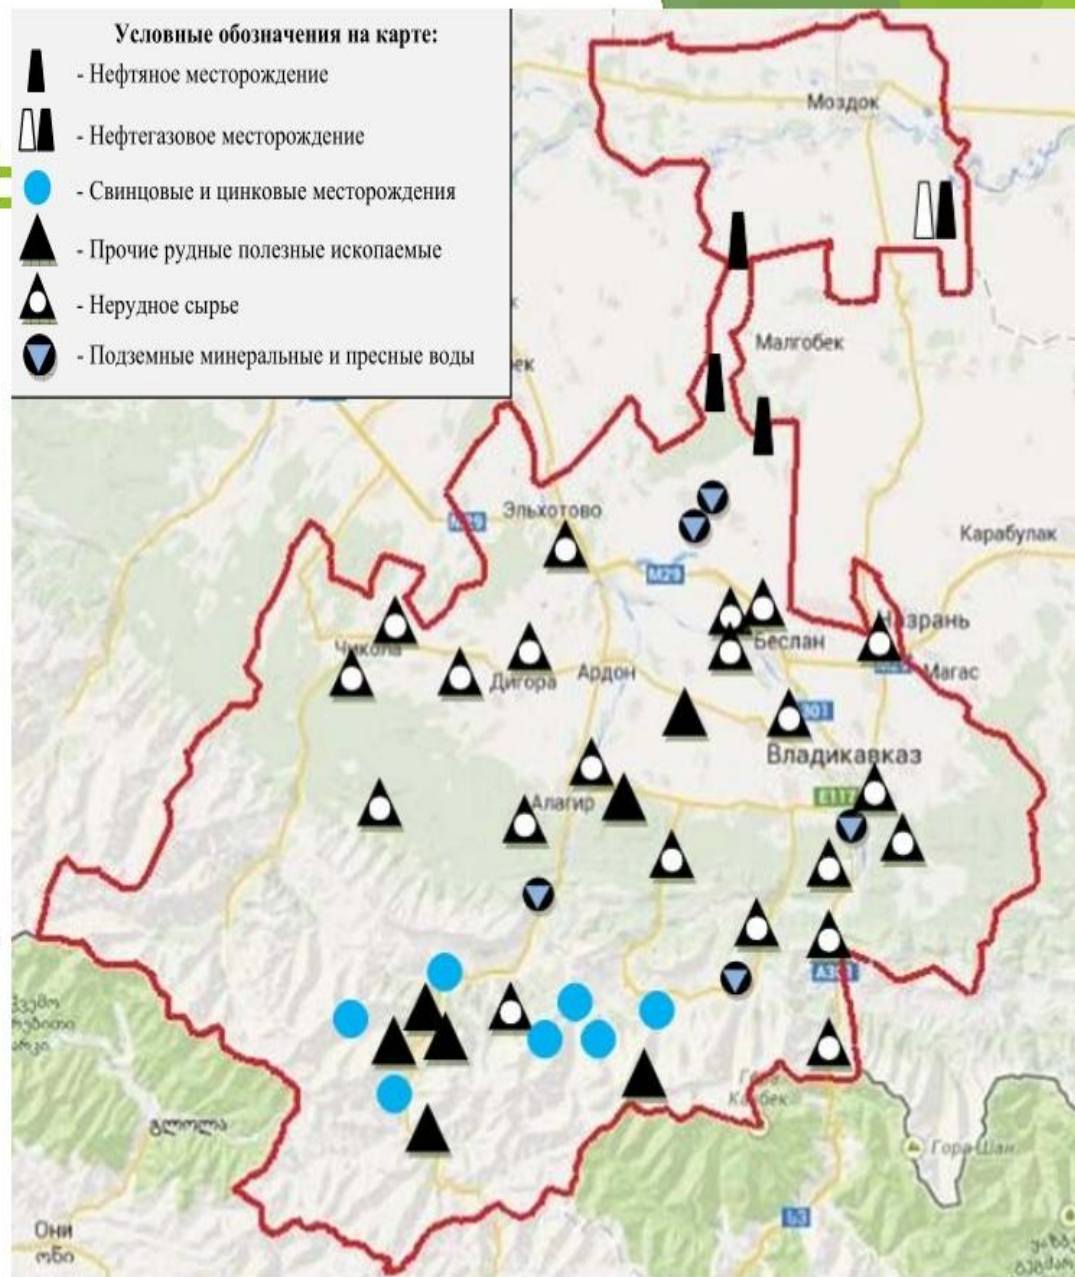 Условные обозначения на карте:
- Нефтяное месторождение
- Нефтегазовое месторождение
- Свинцовые и цинковые месторождения
- Прочие рудные полезные ископаемые
- Нерудное сырье
- Подземные минеральные и пресные воды
Моздок
Малгобек
Эльхотово
Карабулак
M29
Назрань
Беслан
Чикола
Магас
Дигора
Ардон
Владикавказ
E117
Алагир
გლოლა
Гора Шан
Они
ონი